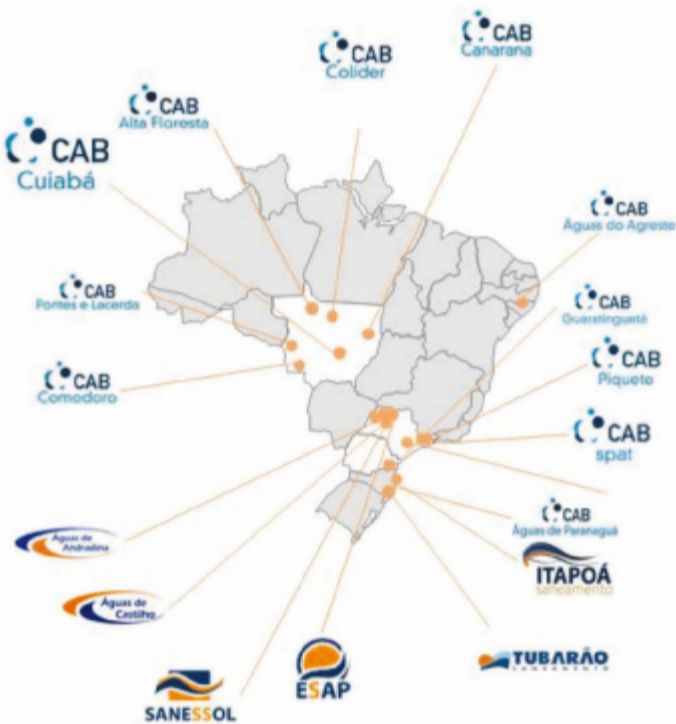 CAB
Canarana
CAB
Colíder
CAB
Alta Floresta
CAB
Cuiabá
CAB
Águas do Agreste
CAB
Pontes e Lacerda
CAB
Guaratinguetá
CAB
Piquete
CAB
Comodoro
CAB
spat
CAB
Águas de Paranaguá
Águas de
Andradina
ITAPOÁ
saneamento
Águas de
Castilho
ESAP
TUBARÃO
SANEAMENTO
SANESSOL